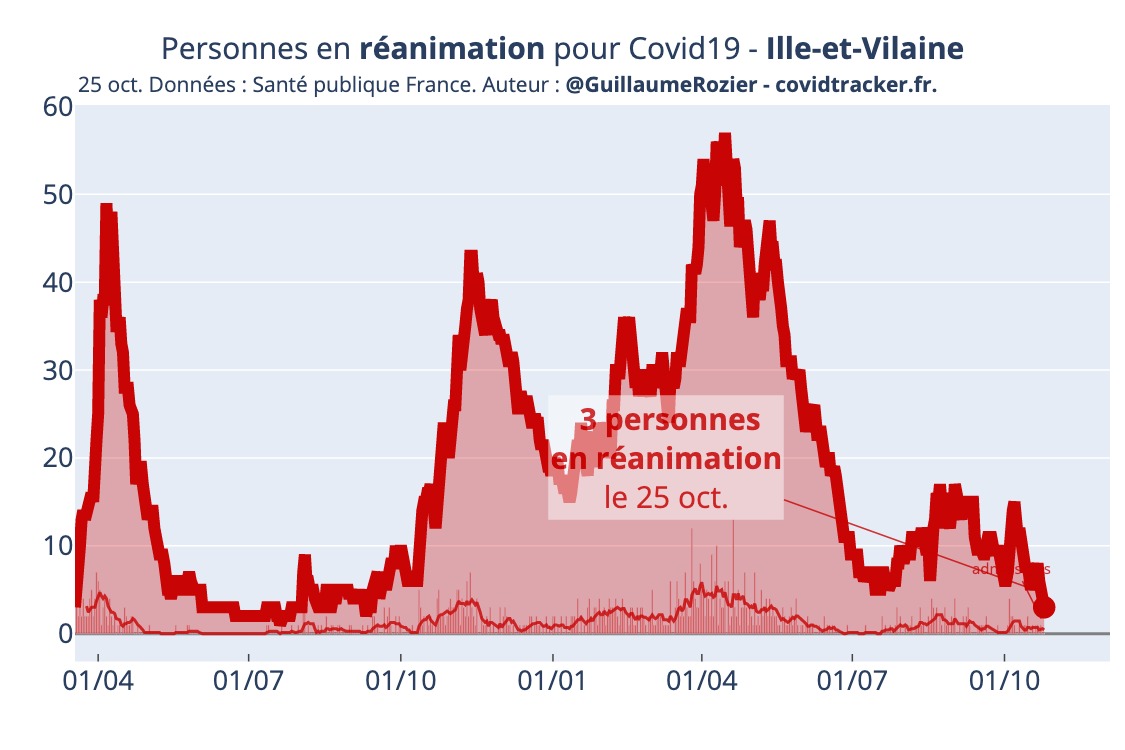 Personnes en réanimation pour Covid19 - Ille-et-Vilaine
25 oct. Données : Santé publique France. Auteur : @GuillaumeRozier - covidtracker.fr.
60
50
40
30
20
10
0
3 personnes
en réanimation
le 25 oct.
01/04
01/07
01/10
01/01
01/04
01/07
01/10